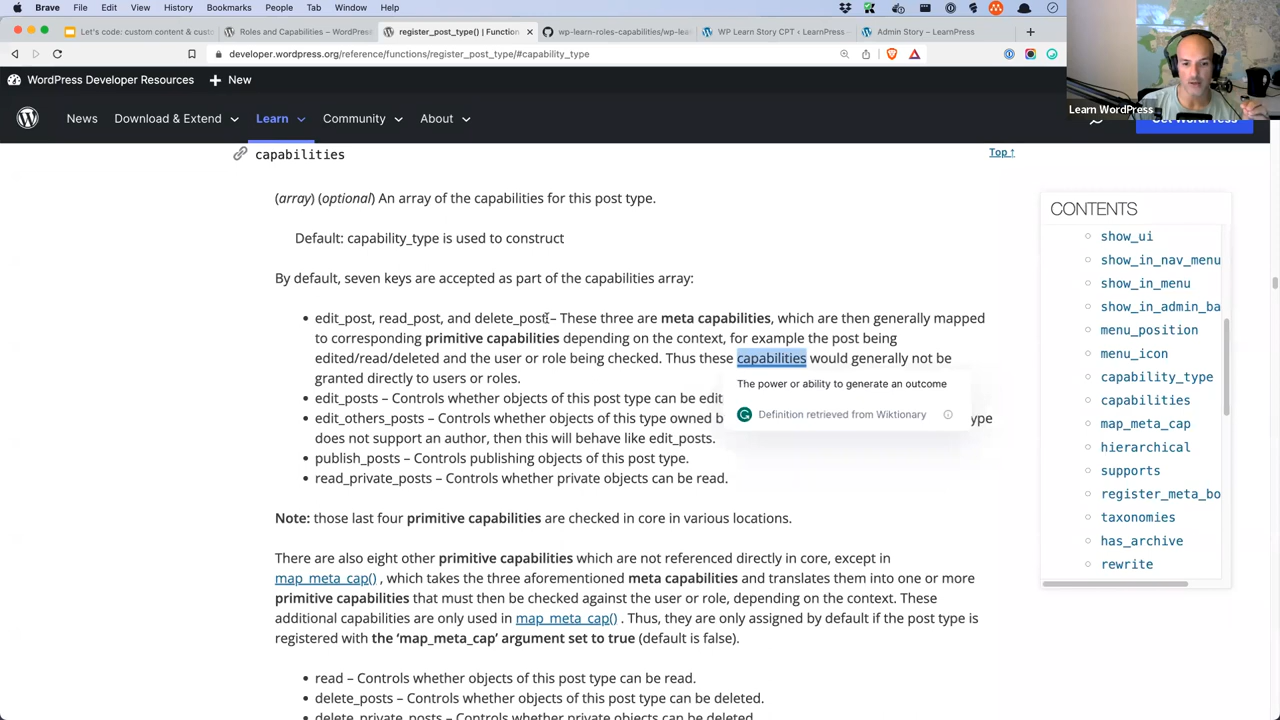 Brave File Edit View History Bookmarks People Tab Window Help
Let's code: custom content & cust
Roles and Capabilities – WordPress
register_post_type() | Function
wp-learn-roles-capabilities/wp-lea
WP Learn Story CPT ‹ LearnPress
Admin Story – LearnPress
developer.wordpress.org/reference/functions/register_post_type/#capability_type
WordPress Developer Resources New
Learn WordPress
News Download & Extend Learn Community About Get WordPress
capabilities
Top ↑
(array) (optional) An array of the capabilities for this post type.
Default: capability_type is used to construct
By default, seven keys are accepted as part of the capabilities array:
edit_post, read_post, and delete_post – These three are meta capabilities, which are then generally mapped
to corresponding primitive capabilities depending on the context, for example the post being
edited/read/deleted and the user or role being checked. Thus these capabilities would generally not be
granted directly to users or roles.
edit_posts – Controls whether objects of this post type can be edit
edit_others_posts – Controls whether objects of this type owned b ype
does not support an author, then this will behave like edit_posts.
publish_posts – Controls publishing objects of this post type.
read_private_posts – Controls whether private objects can be read.
The power or ability to generate an outcome
Definition retrieved from Wiktionary
Note: those last four primitive capabilities are checked in core in various locations.
There are also eight other primitive capabilities which are not referenced directly in core, except in
map_meta_cap() , which takes the three aforementioned meta capabilities and translates them into one or more
primitive capabilities that must then be checked against the user or role, depending on the context. These
additional capabilities are only used in map_meta_cap() . Thus, they are only assigned by default if the post type is
registered with the ‘map_meta_cap’ argument set to true (default is false).
read – Controls whether objects of this post type can be read.
delete_posts – Controls whether objects of this post type can be deleted.
delete_private_posts – Controls whether private objects can be deleted.
CONTENTS
show_ui
show_in_nav_menu
show_in_menu
show_in_admin_ba
menu_position
menu_icon
capability_type
capabilities
map_meta_cap
hierarchical
supports
register_meta_bo
taxonomies
has_archive
rewrite